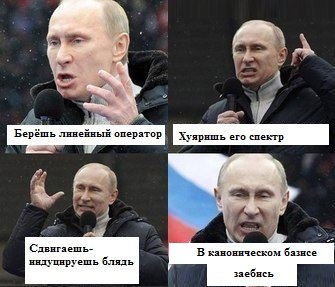 Берёшь линейный оператор
Хуяришь его спектр
Сдвигаешь-
индуцируешь блядь
В каноническом базисе
заебись